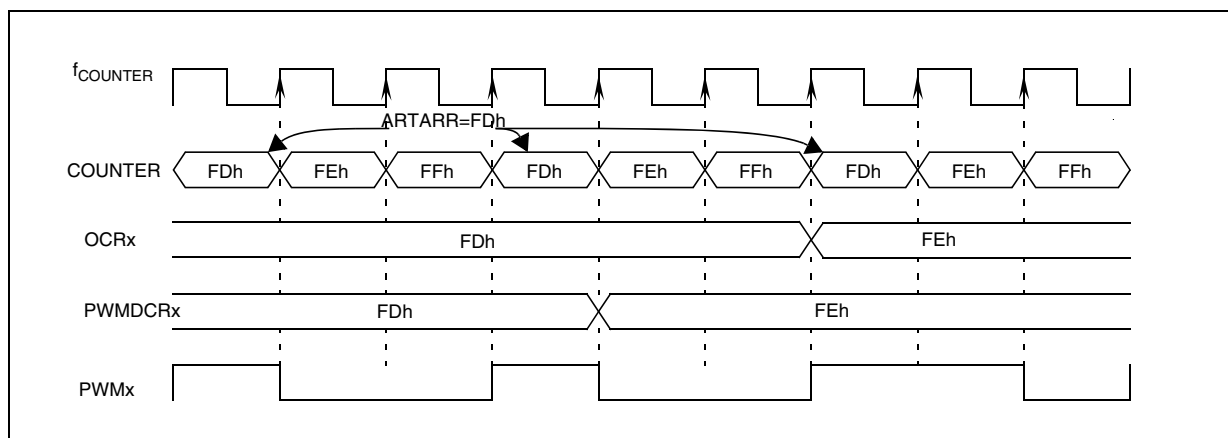 fCOUNTER
ARTARR=FDh
COUNTER FDh FEh FFh FDh FEh FFh FDh FEh FFh
OCRx FDh FEh
PWMDCRx FDh FEh
PWMx